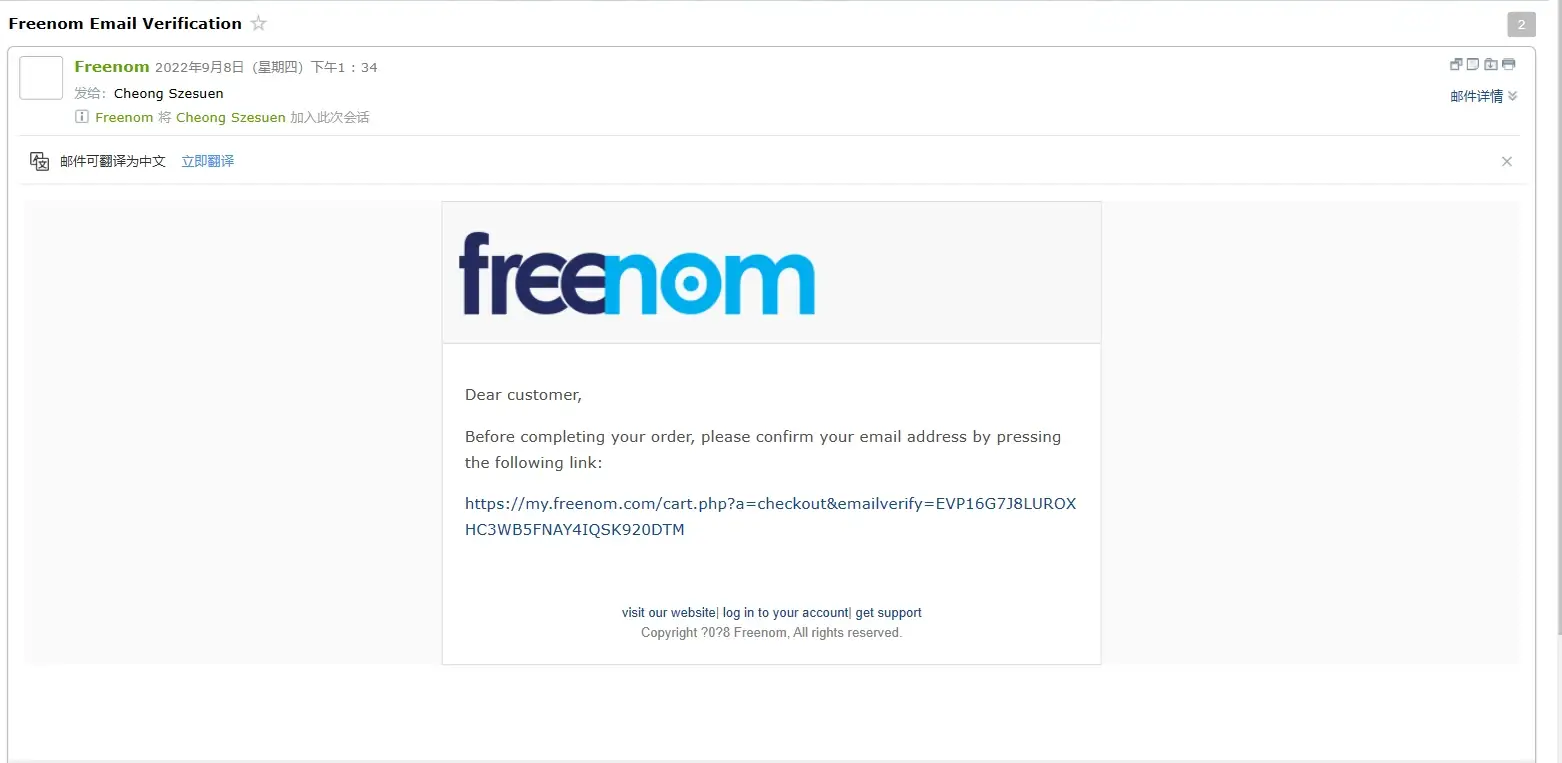 Freenom Email Verification
2
Freenom 2022年9月8日 (星期四) 下午1：34
发给： Cheong Szesuen
邮件详情
Freenom 将 Cheong Szesuen 加入此次会话
邮件可翻译为中文 立即翻译
freenom
Dear customer,
Before completing your order, please confirm your email address by pressing
the following link:
https://my.freenom.com/cart.php?a=checkout&emailverify=EVP16G7J8LUROX
HC3WB5FNAY4IQSK920DTM
visit our website| log in to your account| get support
Copyright ?0?8 Freenom, All rights reserved.